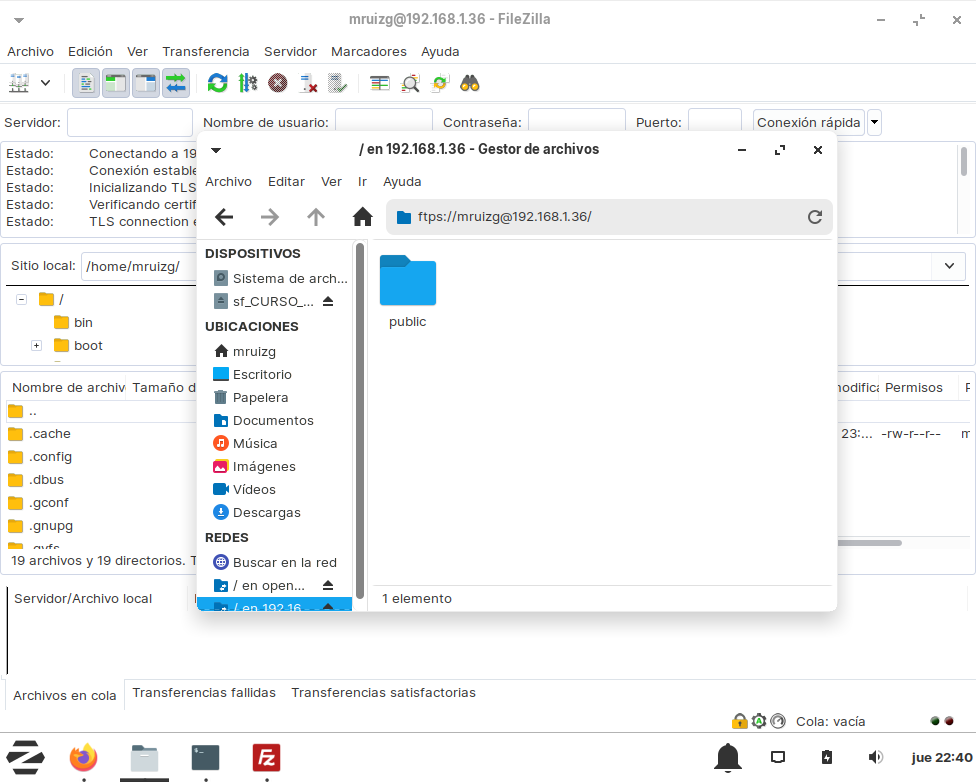 mruizg@192.168.1.36 - FileZilla
Archivo Edición Ver Transferencia Servidor Marcadores Ayuda
Servidor: Nombre de usuario: Contraseña: Puerto: Conexión rápida
Estado: Conectando a 19
Estado: Conexión estable
Estado: Inicializando TLS
Estado: Verificando certif
Estado: TLS connection e
Sitio local: /home/mruizg/
/
bin
boot
Nombre de archiv Tamaño d
..
.cache
.config
.dbus
.gconf
.gnupg
19 archivos y 19 directorios. T
Permisos
23:... -rw-r--r-- m
/ en 192.168.1.36 - Gestor de archivos
Archivo Editar Ver Ir Ayuda
ftps://mruizg@192.168.1.36/
DISPOSITIVOS
Sistema de arch...
sf_CURSO_...
UBICACIONES
mruizg
Escritorio
Papelera
Documentos
Música
Imágenes
Vídeos
Descargas
REDES
Buscar en la red
/ en open...
/ en 192.16
public
1 elemento
Servidor/Archivo local
Archivos en cola Transferencias fallidas Transferencias satisfactorias
Cola: vacía
Fz
jue 22:40